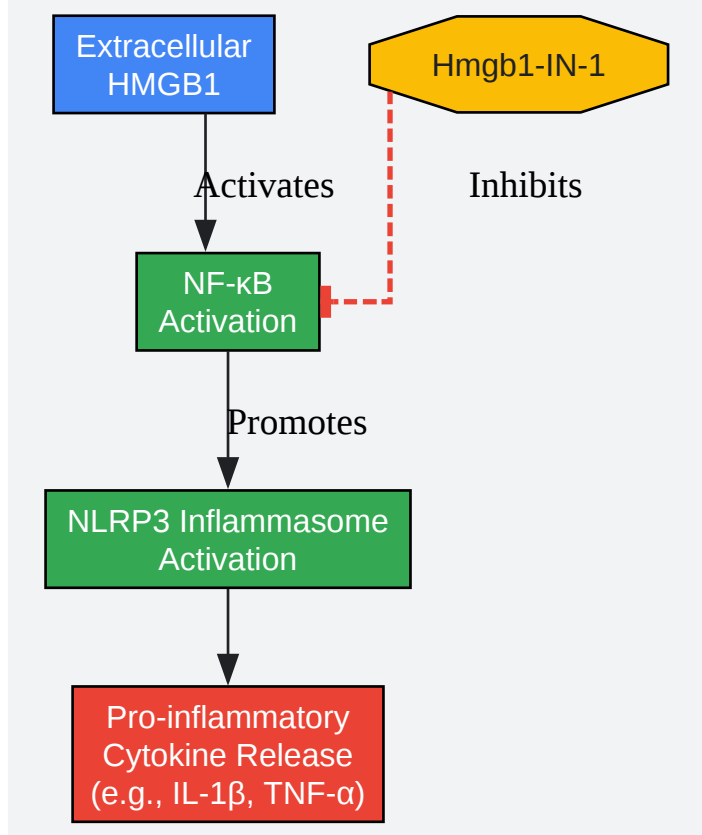 Extracellular
HMGB1
Hmgb1-IN-1
Activates
Inhibits
NF-κB
Activation
Promotes
NLRP3 Inflammasome
Activation
Pro-inflammatory
Cytokine Release
(e.g., IL-1β, TNF-α)